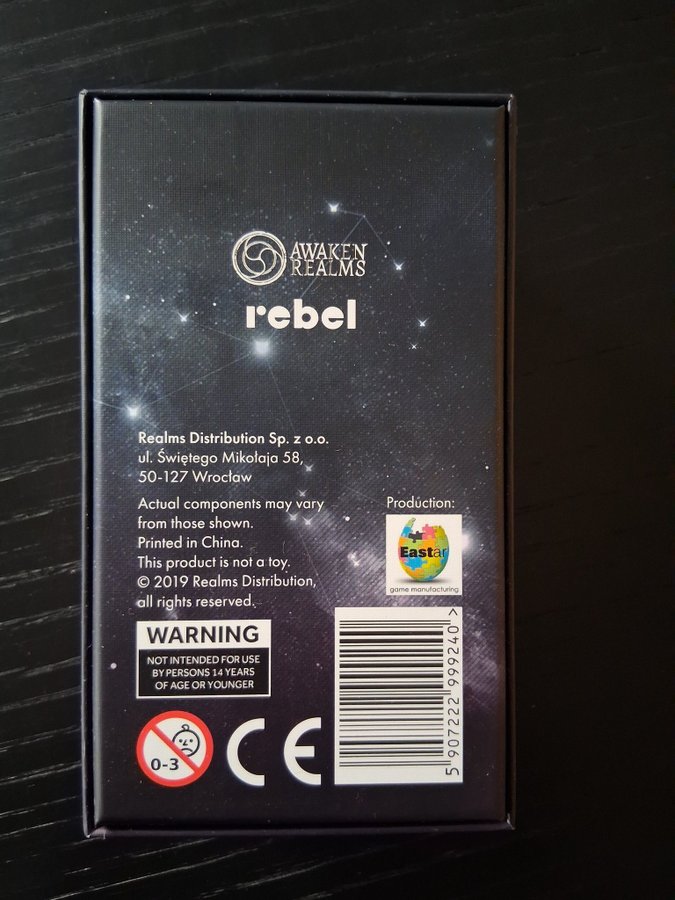 AWAKEN
REALMS
rebel
Realms Distribution Sp. z o.o.
ul. Świętego Mikołaja 58,
50-127 Wrocław
Actual components may vary
from those shown.
Printed in China.
This product is not a toy.
© 2019 Realms Distribution,
all rights reserved.
Production:
Eastar
game manufacturing
WARNING
NOT INTENDED FOR USE
BY PERSONS 14 YEARS
OF AGE OR YOUNGER
0-3
CE
5 907222 999240 >